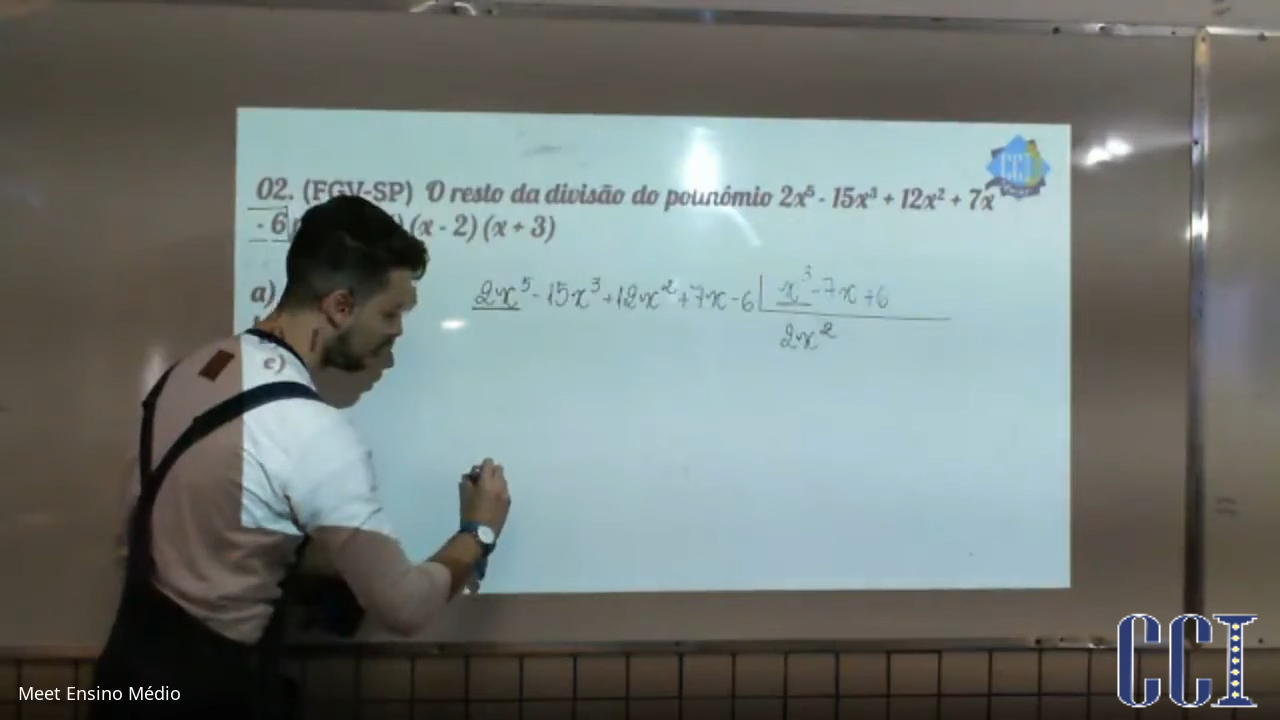 CCI
02. (FGV-SP) O resto da divisão do polinômio 2x⁵ - 15x³ + 12x² + 7x
- 6 (x - 2) (x + 3)
a)
2x⁵ - 15x³ + 12x² + 7x - 6 x³ - 7x + 6
2x²
c)
CCI
Meet Ensino Médio